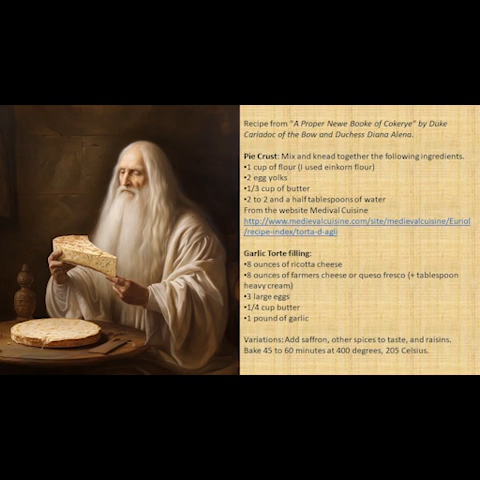 Recipe from "A Proper Newe Booke of Cokerye" by Duke
Cariadoc of the Bow and Duchess Diana Alena.
Pie Crust: Mix and knead together the following ingredients.
•1 cup of flour (I used einkorn flour)
•2 egg yolks
•1/3 cup of butter
•2 to 2 and a half tablespoons of water
From the website Medival Cuisine
http://www.medievalcuisine.com/site/medievalcuisine/Euriol
/recipe-index/torta-d-agli
Garlic Torte filling:
•8 ounces of ricotta cheese
•8 ounces of farmers cheese or queso fresco (+ tablespoon
heavy cream)
•3 large eggs
•1/4 cup butter
•1 pound of garlic
Variations: Add saffron, other spices to taste, and raisins.
Bake 45 to 60 minutes at 400 degrees, 205 Celsius.